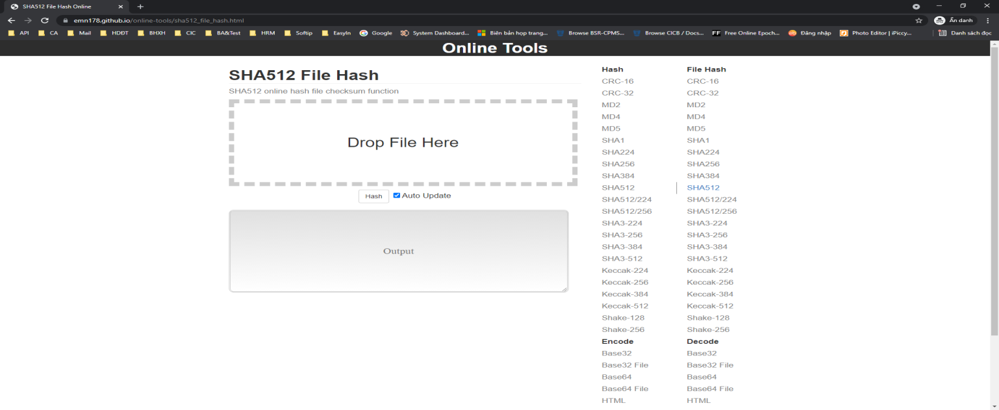 SHA512 File Hash Online
emn178.github.io/online-tools/sha512_file_hash.html
Ẩn danh
API CA Mail HDĐT BHXH CIC BA&Test HRM Softip EasyIn Google System Dashboard... Biên bản họp trang... Browse BSR-CPMS... Browse CICB / Docs... FF Free Online Epoch... Đăng nhập Photo Editor | iPiccy... Danh sách đọc
Online Tools
SHA512 File Hash
SHA512 online hash file checksum function
Drop File Here
Hash Auto Update
Output
Hash File Hash
CRC-16 CRC-16
CRC-32 CRC-32
MD2 MD2
MD4 MD4
MD5 MD5
SHA1 SHA1
SHA224 SHA224
SHA256 SHA256
SHA384 SHA384
SHA512 SHA512
SHA512/224 SHA512/224
SHA512/256 SHA512/256
SHA3-224 SHA3-224
SHA3-256 SHA3-256
SHA3-384 SHA3-384
SHA3-512 SHA3-512
Keccak-224 Keccak-224
Keccak-256 Keccak-256
Keccak-384 Keccak-384
Keccak-512 Keccak-512
Shake-128 Shake-128
Shake-256 Shake-256
Encode Decode
Base32 Base32
Base32 File Base32 File
Base64 Base64
Base64 File Base64 File
HTML HTML